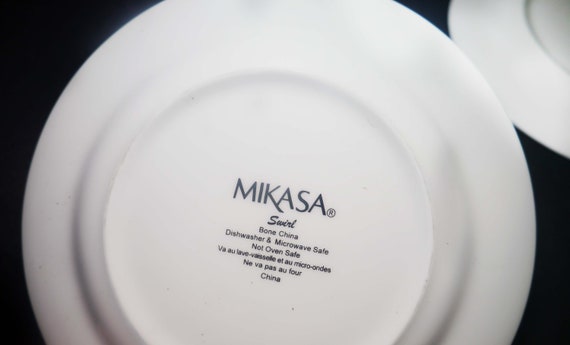 MIKASA®
Swirl
Bone China
Dishwasher & Microwave Safe
Not Oven Safe
Va au lave-vaisselle et au micro-ondes
Ne va pas au four
China